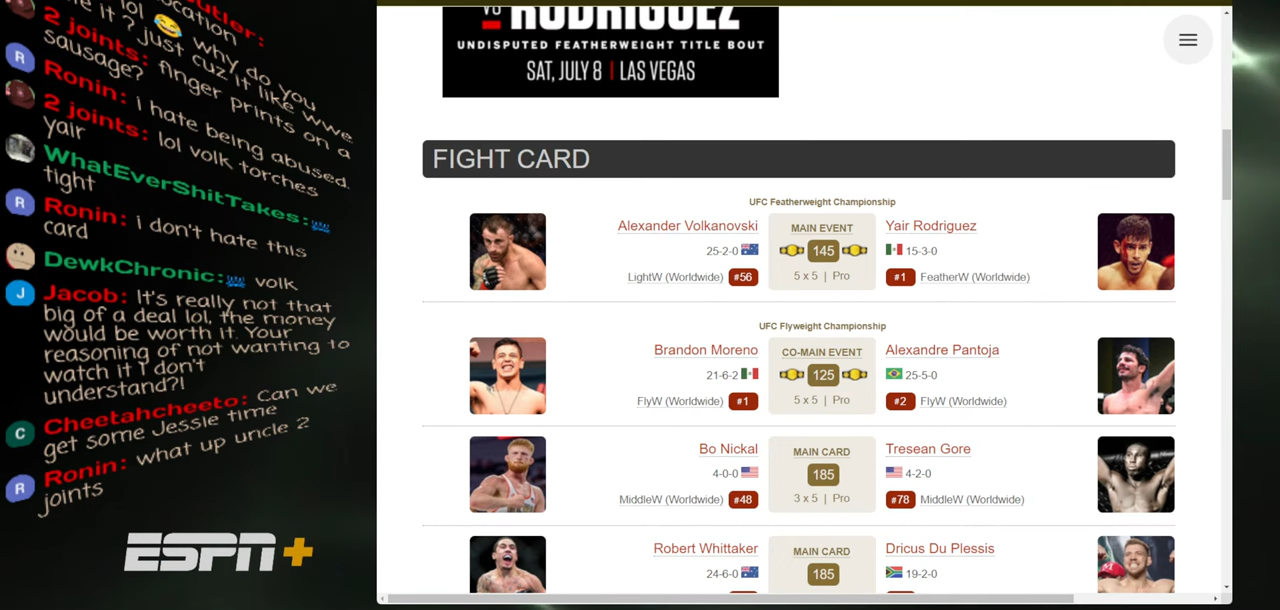 ocation
lol 😂
e it ? just cuz it like wwe
2 joints: why do you
sausage?
Ronin: finger prints on a
2 joints: i hate being abused.
yair
WhatEverShitTakes: lol volk torches
tight
Ronin: i don't hate this
card
DewkChronic: volk
Jacob: It's really not that
big of a deal lol, the money
would be worth it. Your
reasoning of not wanting to
watch it I don't
understand?!
Cheetahcheeto: Can we
get some Jessie time
Ronin: what up uncle 2
joints
ESPN+
VS RODRIGUEZ
UNDISPUTED FEATHERWEIGHT TITLE BOUT
SAT, JULY 8 | LAS VEGAS
FIGHT CARD
UFC Featherweight Championship
Alexander Volkanovski MAIN EVENT Yair Rodriguez
25-2-0 145 15-3-0
LightW (Worldwide) #56 5 x 5 | Pro #1 FeatherW (Worldwide)
UFC Flyweight Championship
Brandon Moreno CO-MAIN EVENT Alexandre Pantoja
21-6-2 125 25-5-0
FlyW (Worldwide) #1 5 x 5 | Pro #2 FlyW (Worldwide)
Bo Nickal MAIN CARD Tresean Gore
4-0-0 185 4-2-0
MiddleW (Worldwide) #48 3 x 5 | Pro #78 MiddleW (Worldwide)
Robert Whittaker MAIN CARD Dricus Du Plessis
24-6-0 185 19-2-0